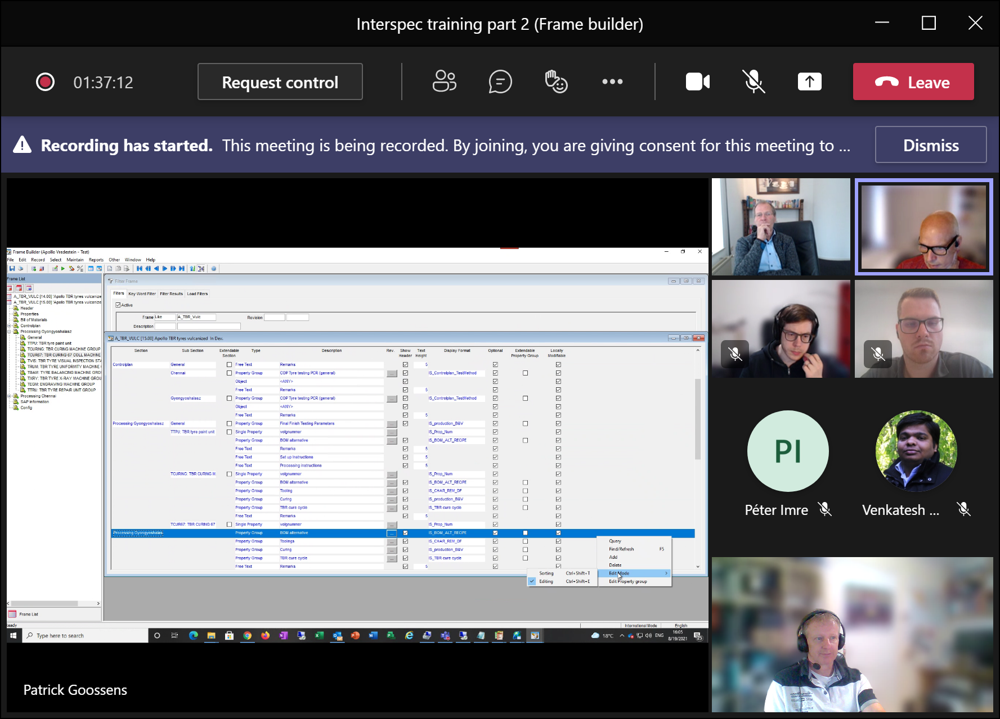 Interspec training part 2 (Frame builder)
01:37:12
Request control
Leave
Recording has started. This meeting is being recorded. By joining, you are giving consent for this meeting to ...
Dismiss
Frame Builder (Apollo Vredestein - Test)
File Edit Record Select Maintain Reports Other Window Help
Frame List
A_TBR_VULC [14.00] 'Apollo TBR tyres vulcanize
A_TBR_VULC [15.00] 'Apollo TBR tyres vulcanize
Header
Properties
Bill of Materials
Controlplan
Processing Gyongyoshalasz
General
TTPU: TBR tyre paint unit
TCURING: TBR CURING MACHINE GROUP
TCUR67: TBR CURING 67 COLL MACHINE
TVIS: TBR TYRE VISUAL INSPECTION STA
TRUM: TBR TYRE UNIFORMITY MACHINE
TBAM: TYRE BALANCING MACHINE GRO
TXRY: TBR TYRE X-RAY MACHINE GROU
TEGM: ENGRAVING MACHINE GROUP
TTRU: TBR TYRE REPAIR UNIT GROUP
Processing Chennai
SAP information
Config
Frame List
Filter Frame
Filters Key Word Filter Filter Results Load Filters
Active
Frame Like A_TBR_Vulc Revision
Description
A_TBR_VULC [15.00] Apollo TBR tyres vulcanized In Dev.
Section Sub Section Extendable Section Type Description Rev. Show Header Text Height Display Format Optional Extendable Property Group Locally Modifiable
Controlplan General Free Text Remarks 5
Chennai Property Group COP Tyre testing PCR (general) ... IS_Controlplan_TestMethod
Object <ANY>
Free Text Remarks 5
Gyongyoshalasz Property Group COP Tyre testing PCR (general) ... IS_Controlplan_TestMethod
Object <ANY>
Free Text Remarks 5
Processing Gyongyoshalasz General Property Group Final Finish Testing Parameters ... IS_production_B&V
TTPU: TBR tyre paint unit Single Property volgnummer ... IS_Prop_Num
Property Group BOM alternative ... IS_BOM_ALT_RECIPE
Free Text Remarks 5
Free Text Set up Instructions 5
Free Text Processing instructions 5
TCURING: TBR CURING M. Single Property volgnummer ... IS_Prop_Num
Property Group BOM alternative ... IS_BOM_ALT_RECIPE
Property Group Tooling ... IS_CHAR_REM_DF
Property Group Curing ... IS_production_B&V
Property Group TBR cure cycle ... IS_TBR cure cycle
Free Text Remarks 5
TCUR67: TBR CURING 67 Single Property volgnummer ... IS_Prop_Num
Processing Gyongyoshalas Property Group BOM alternative ... IS_BOM_ALT_RECIPE
Property Group Toolings ... IS_CHAR_REM_DF
Property Group Curing ... IS_production_B&V
Property Group TBR cure cycle ... IS_TBR cure cycle
Free Text Remarks 5
Query
Find/Refresh F5
Add
Delete
Edit Mode
Edit Property group
Sorting Ctrl+Shift+T
Editing Ctrl+Shift+E
eady
International Mode English
Type here to search
18°C ENG 16:05
8/19/2021 25
Patrick Goossens
PI
Péter Imre
Venkatesh ...